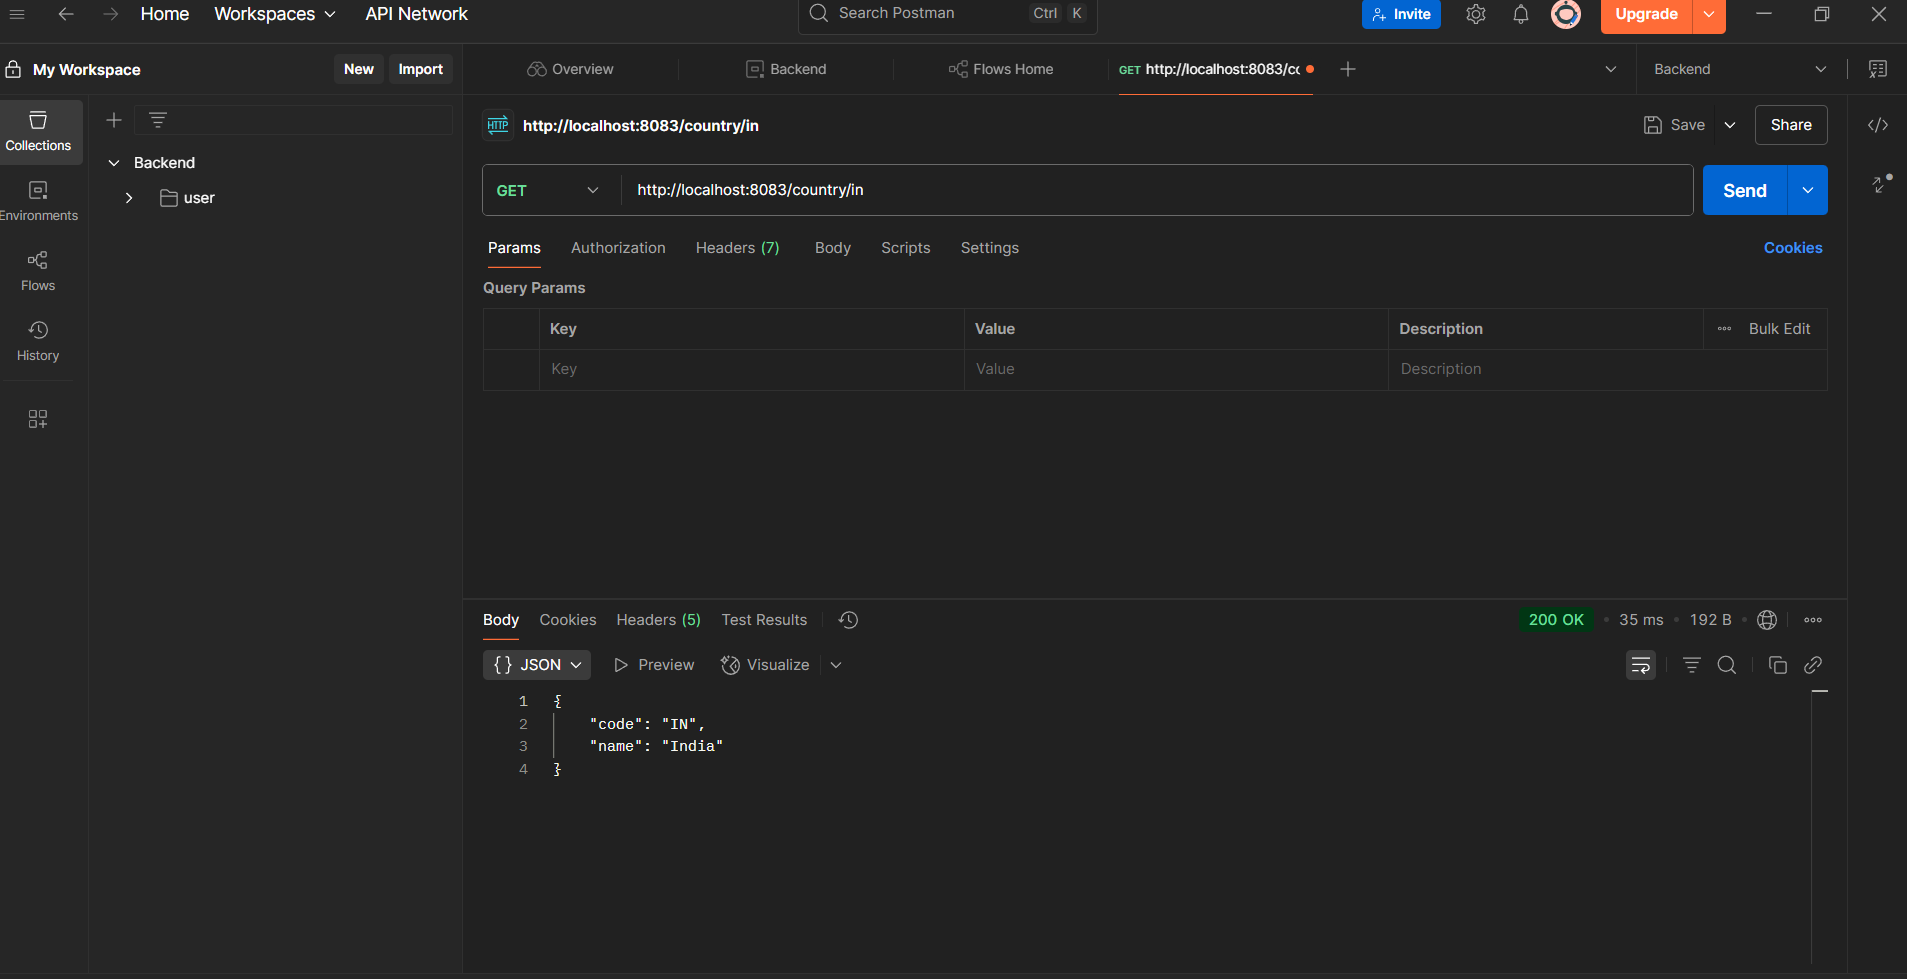 Home Workspaces API Network Search Postman Ctrl K Invite Upgrade
My Workspace New Import Overview Backend Flows Home GET http://localhost:8083/cc Backend
Collections
Environments
Flows
History
Backend
user
HTTP http://localhost:8083/country/in Save Share
GET http://localhost:8083/country/in Send
Params Authorization Headers (7) Body Scripts Settings Cookies
Query Params
Key Value Description Bulk Edit
Key Value Description
Body Cookies Headers (5) Test Results 200 OK 35 ms 192 B
{} JSON Preview Visualize
1 {
2 "code": "IN",
3 "name": "India"
4 }